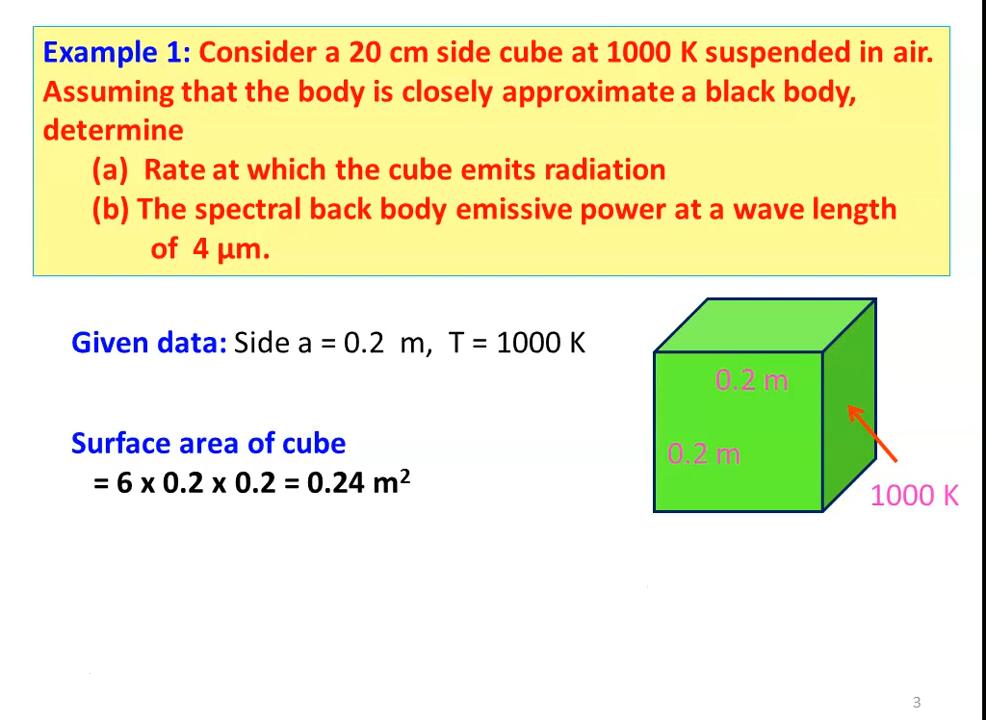 Example 1: Consider a 20 cm side cube at 1000 K suspended in air.
Assuming that the body is closely approximate a black body,
determine
(a) Rate at which the cube emits radiation
(b) The spectral back body emissive power at a wave length
of 4 µm.
Given data: Side a = 0.2 m, T = 1000 K
0.2 m
0.2 m
1000 K
Surface area of cube
= 6 x 0.2 x 0.2 = 0.24 m²
3